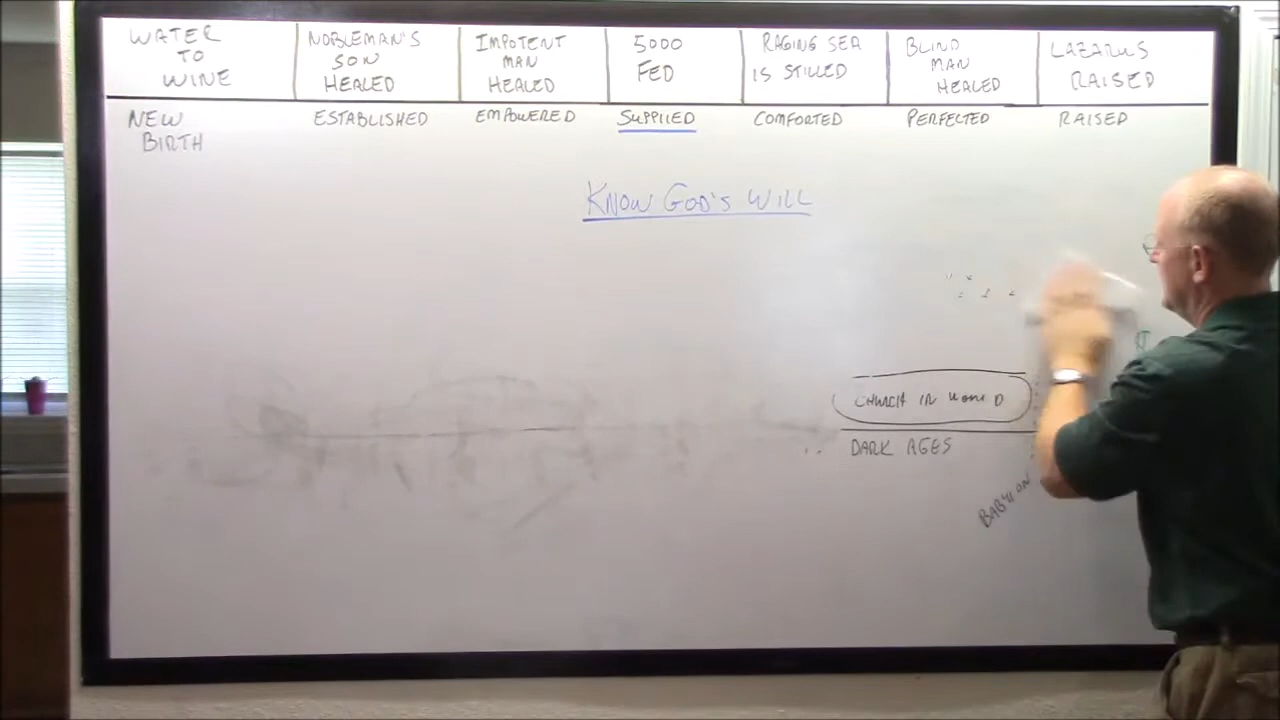 WATER
TO
WINE
NOBLEMAN'S
SON
HEALED
IMPOTENT
MAN
HEALED
5000
FED
RAGING SEA
IS STILLED
BLIND
MAN
HEALED
LAZARUS
RAISED
NEW
BIRTH
ESTABLISHED
EMPOWERED
SUPPLIED
COMFORTED
PERFECTED
RAISED
KNOW GOD'S WILL
CHURCH IN WORLD
DARK AGES
BABYLON